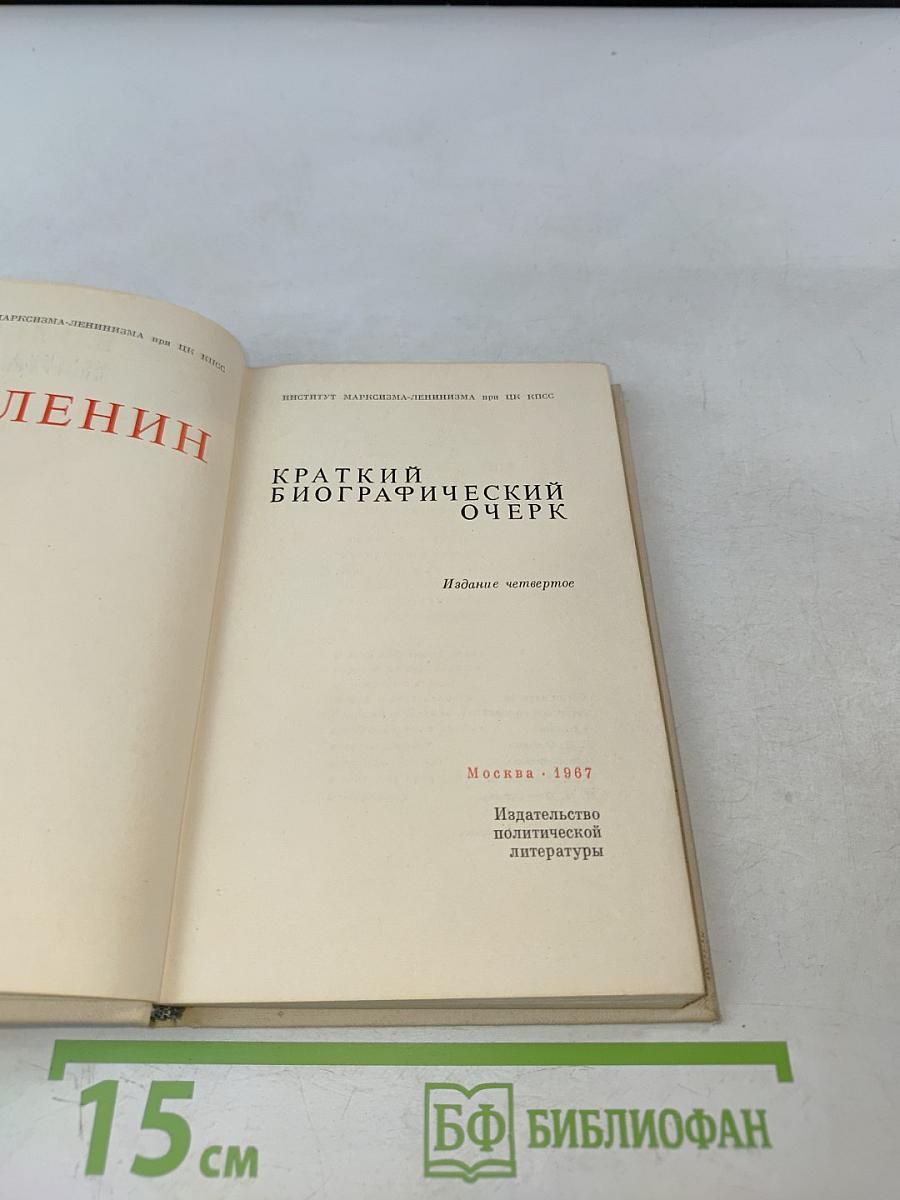 МАРКСИЗМА-ЛЕНИНИЗМА при ЦК КПСС
ЛЕНИН
ИНСТИТУТ МАРКСИЗМА-ЛЕНИНИЗМА при ЦК КПСС
КРАТКИЙ
БИОГРАФИЧЕСКИЙ
ОЧЕРК
Издание четвертое
Москва · 1967
Издательство
политической
литературы
15 см
БФ БИБЛИОФАН